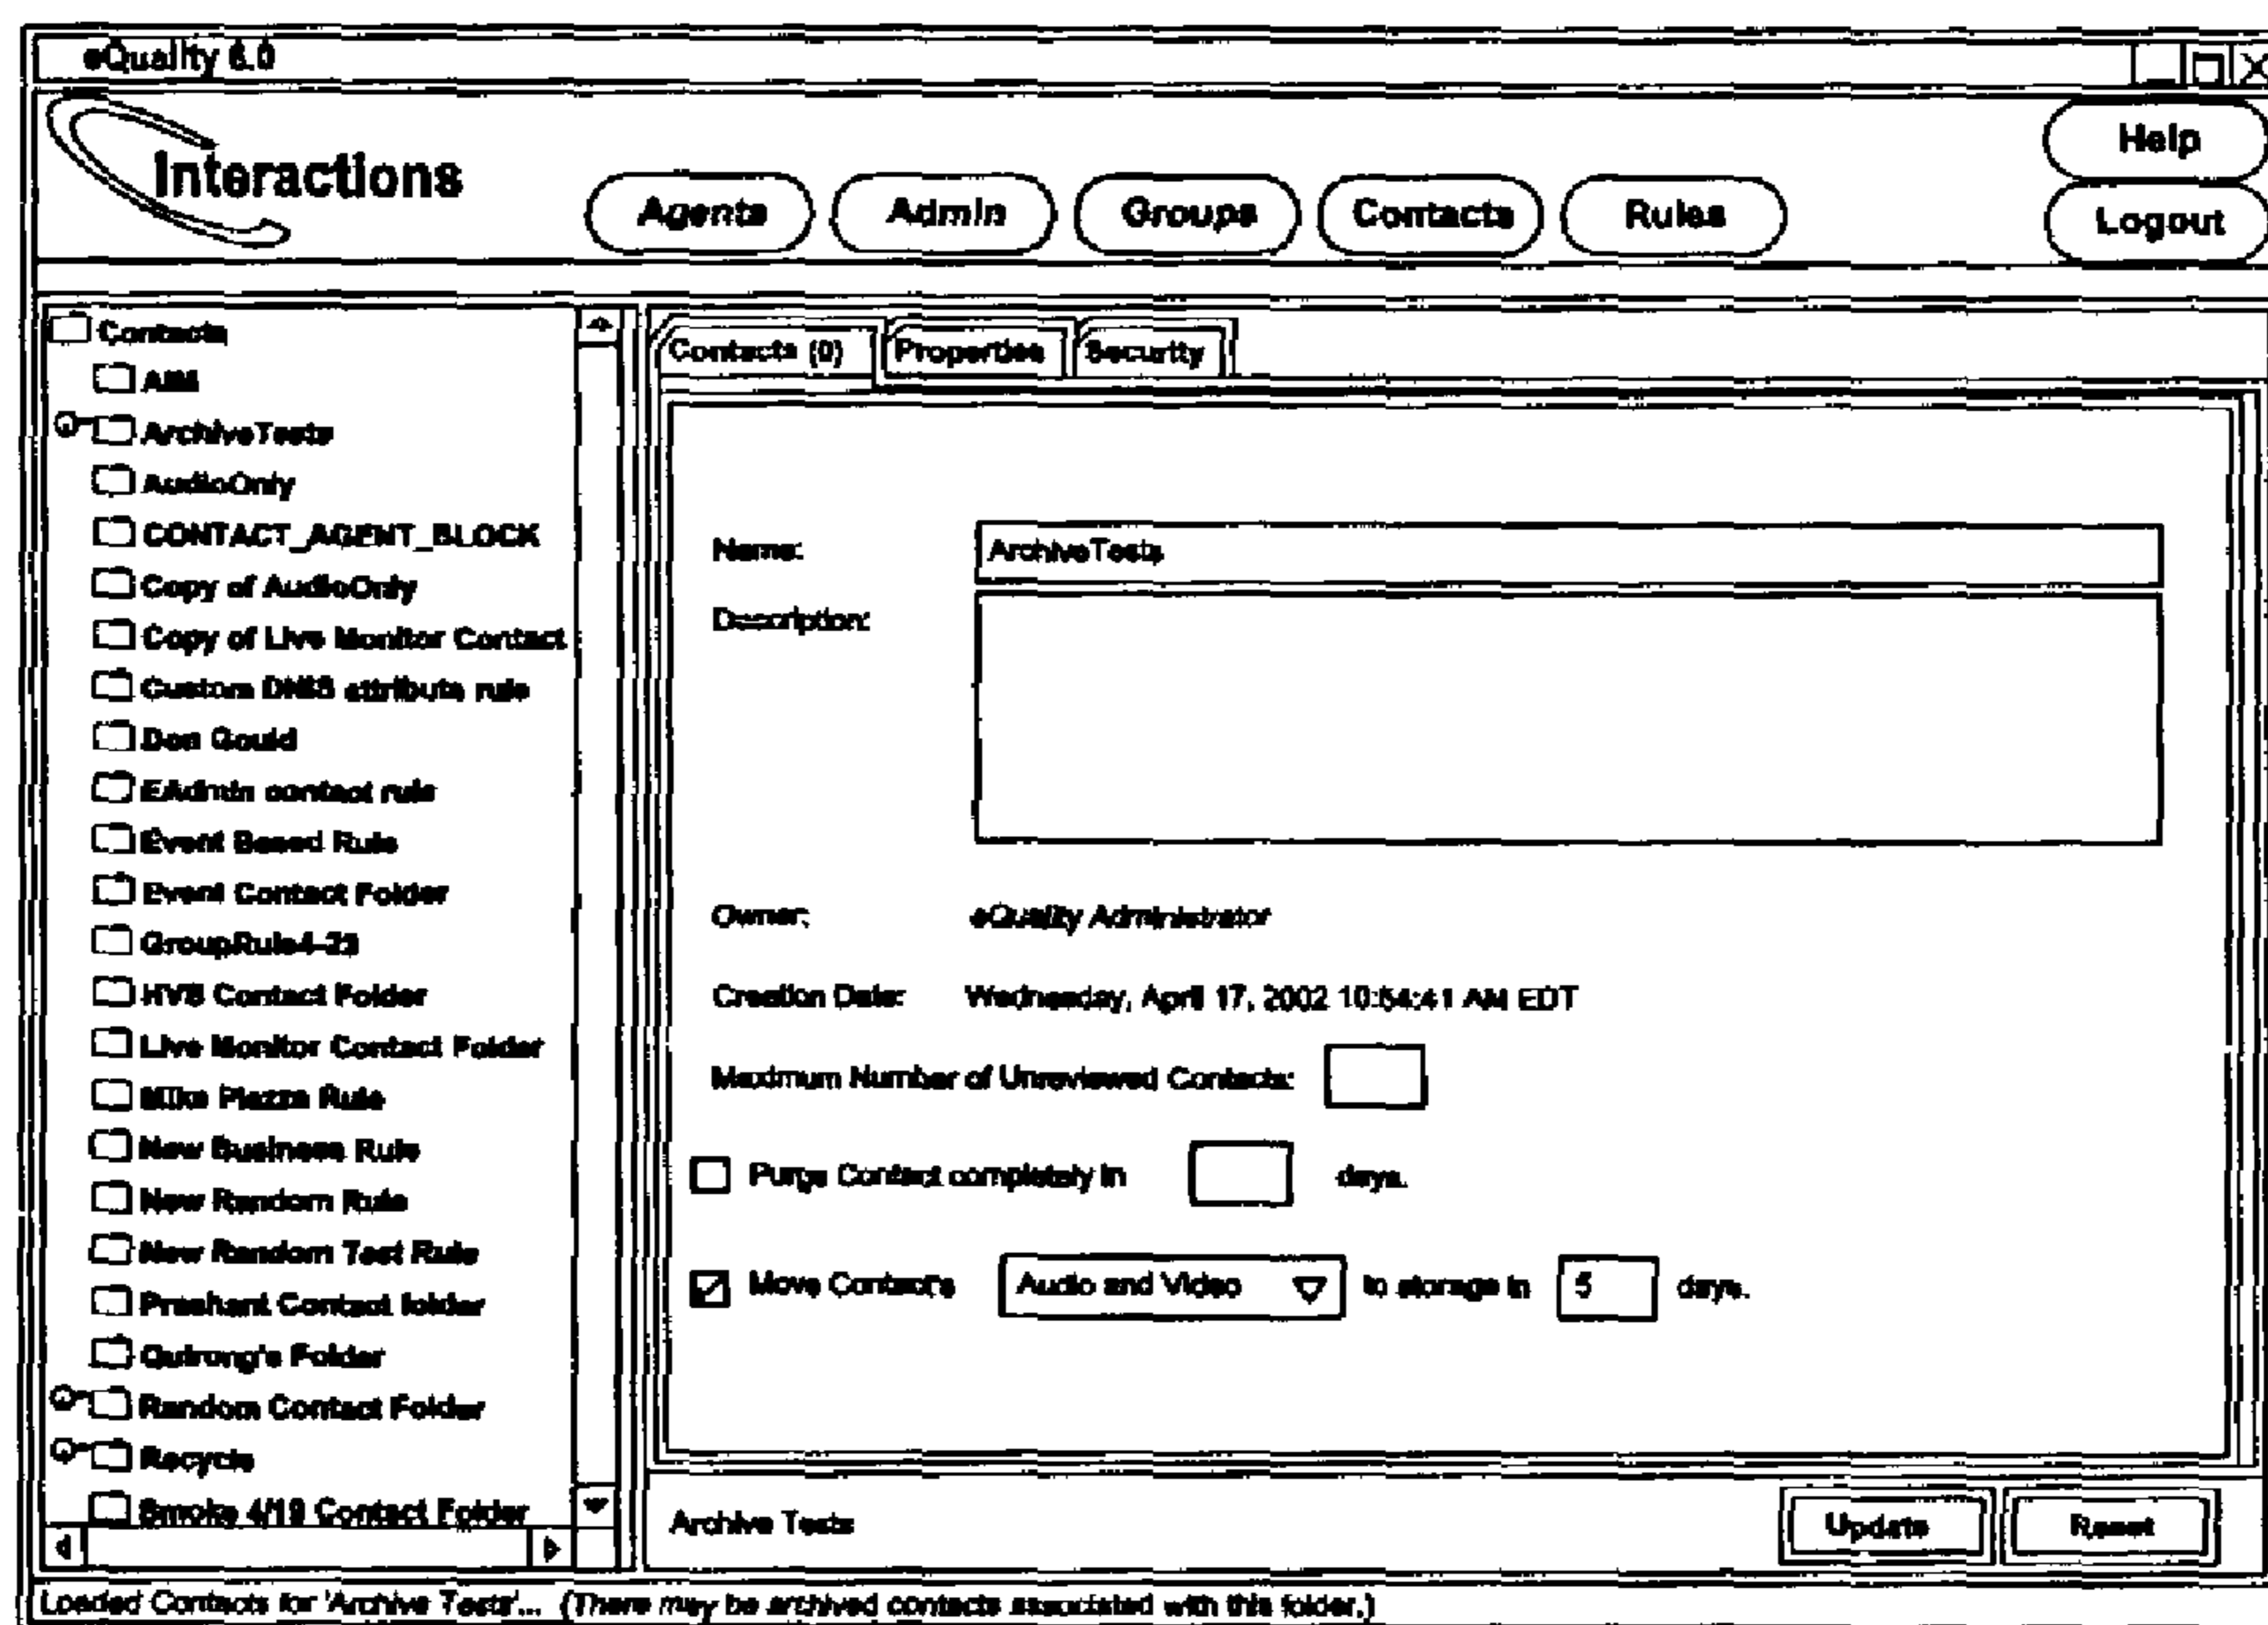 eQuality 6.0
Interactions
Agents
Admin
Groups
Contacts
Rules
Help
Logout
Contacts
ArchiveTests
AudioOnly
CONTACT_AGENT_BLOCK
Copy of AudioOnly
Copy of Live Monitor Contact
Custom DNIS attribute rule
Don Gould
EAdmin contact rule
Event Based Rule
Event Contact Folder
GroupRule4-23
Contact Folder
Live Monitor Contact Folder
Mike Piazza Rule
New Business Rule
New Random Rule
New Random Test Rule
Prashant Contact folder
Folder
Random Contact Folder
Recycle
Smoke 4/19 Contact Folder
Contacts (0)
Properties
Security
Name:
ArchiveTests
Description:
Owner: eQuality Administrator
Creation Date: Wednesday, April 17, 2002 10:54:41 AM EDT
Maximum Number of Unreviewed Contacts:
Purge Contact completely in days.
Move Contact's Audio and Video to storage in 5 days.
Archive Tests
Update
Reset
Loaded Contacts for 'Archive Tests'... (There may be archived contacts associated with this folder.)